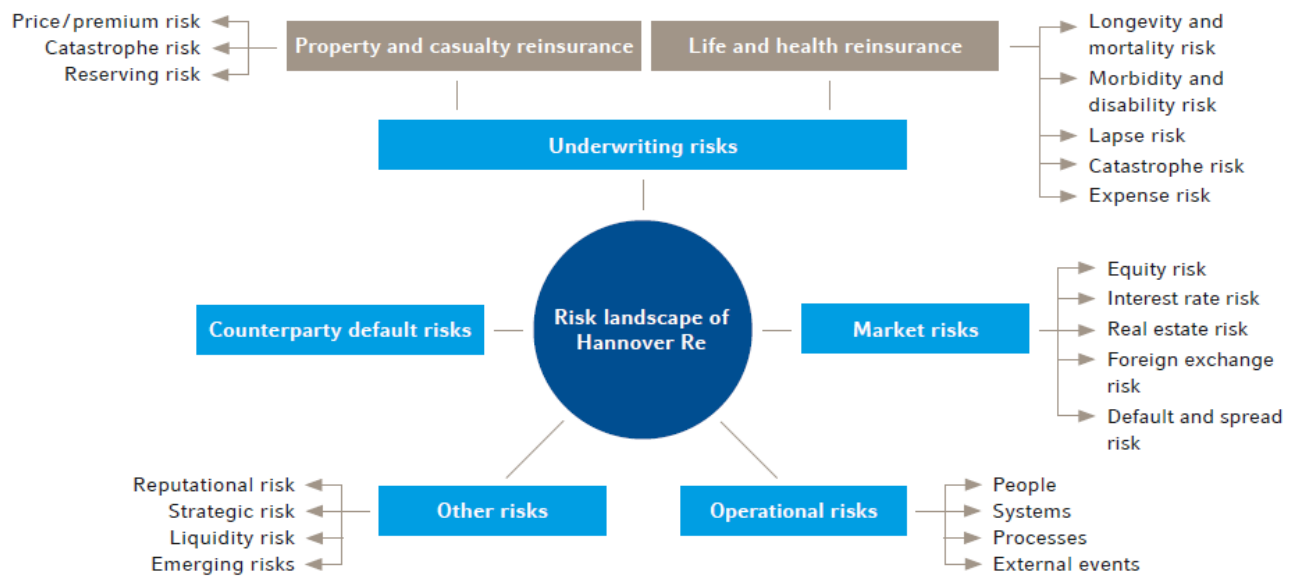 Price/premium risk
Catastrophe risk
Reserving risk
Property and casualty reinsurance
Life and health reinsurance
Longevity and
mortality risk
Morbidity and
disability risk
Lapse risk
Catastrophe risk
Expense risk
Underwriting risks
Counterparty default risks
Risk landscape of
Hannover Re
Market risks
Equity risk
Interest rate risk
Real estate risk
Foreign exchange
risk
Default and spread
risk
Reputational risk
Strategic risk
Liquidity risk
Emerging risks
Other risks
Operational risks
People
Systems
Processes
External events